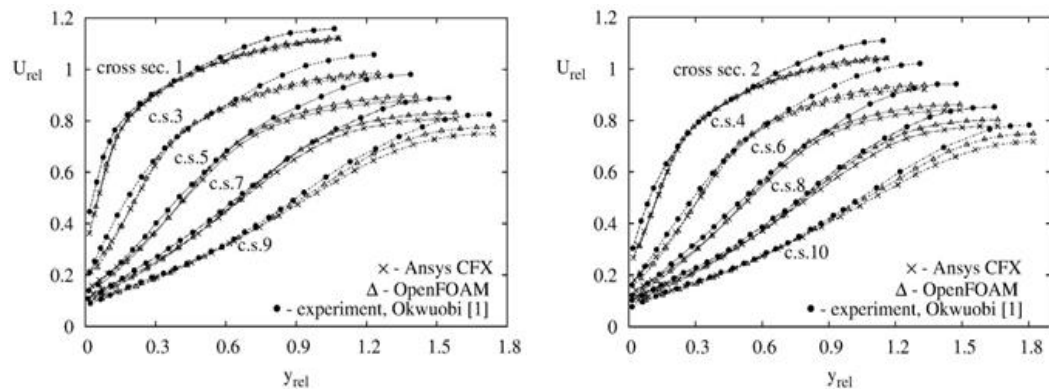 1.2
U_rel
1
0.8
0.6
0.4
0.2
0
cross sec. 1
c.s.3
c.s.5
c.s.7
c.s.9
× - Ansys CFX
Δ - OpenFOAM
● - experiment, Okwuobi [1]
0 0.3 0.6 0.9 1.2 1.5 1.8
y_rel
1.2
U_rel
1
0.8
0.6
0.4
0.2
0
cross sec. 2
c.s.4
c.s.6
c.s.8
c.s.10
× - Ansys CFX
Δ - OpenFOAM
● - experiment, Okwuobi [1]
0 0.3 0.6 0.9 1.2 1.5 1.8
y_rel